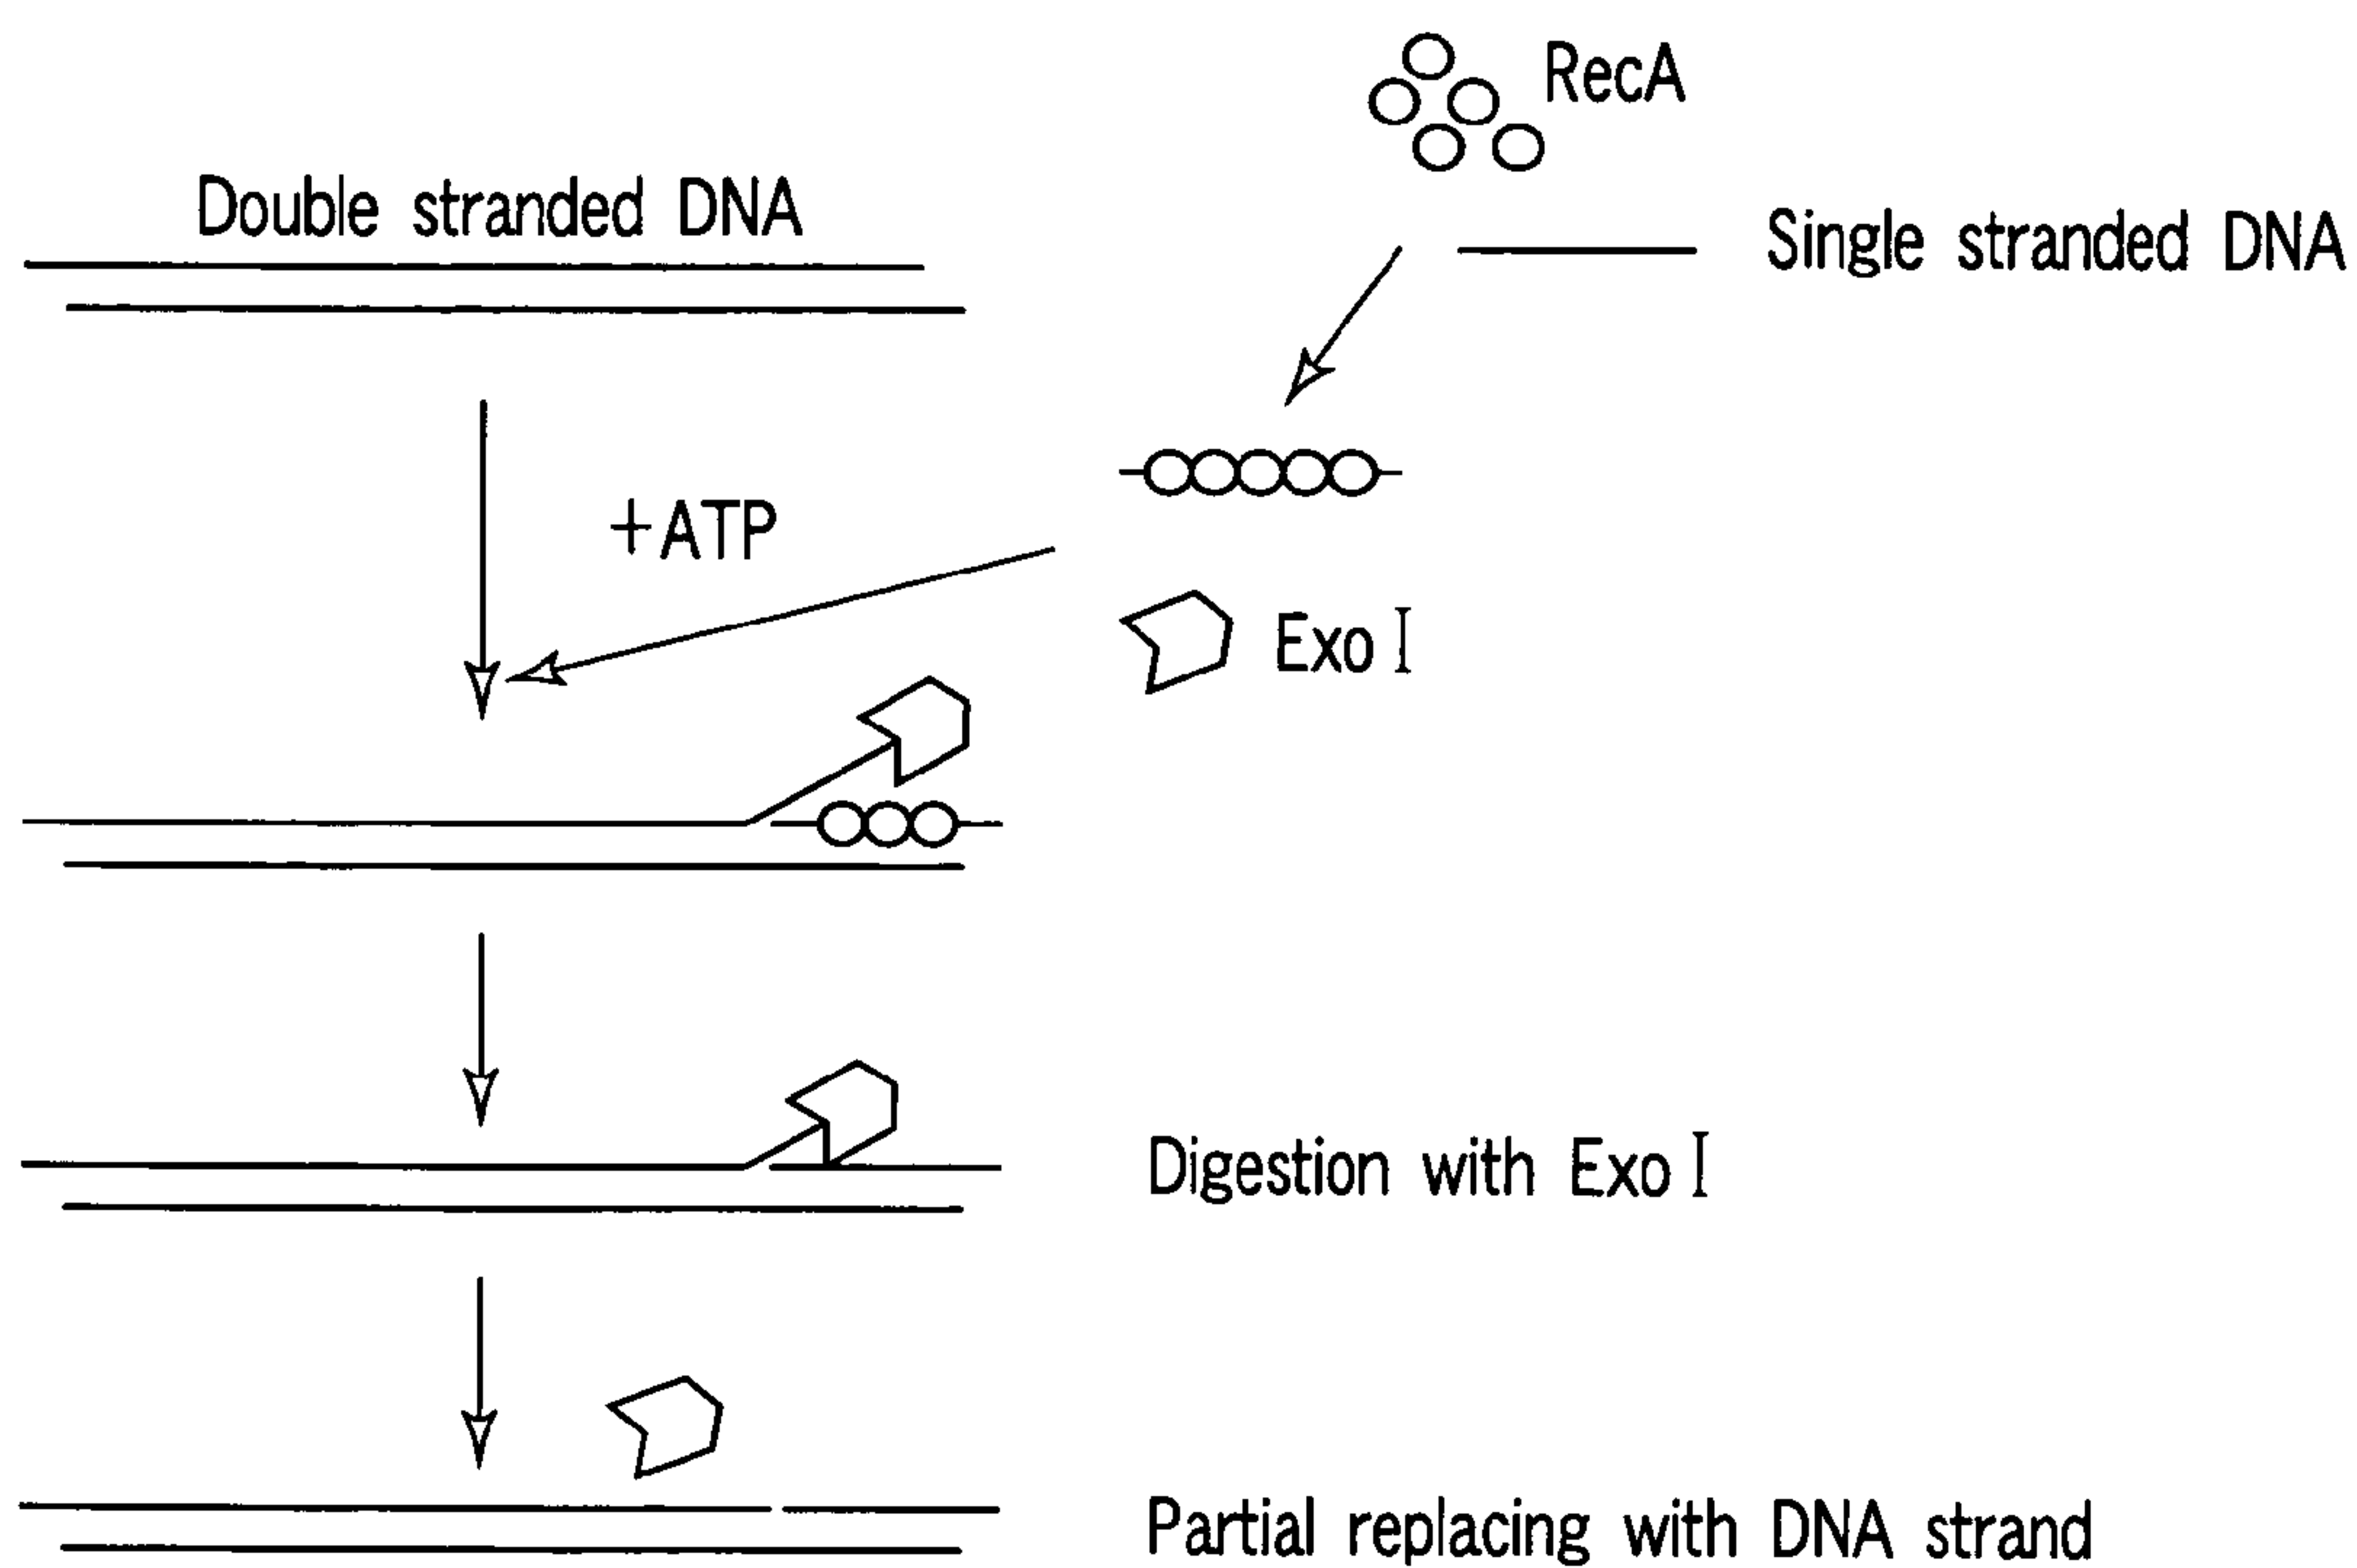 RecA
Double stranded DNA
Single stranded DNA
+ATP
Exo I
Digestion with Exo I
Partial replacing with DNA strand